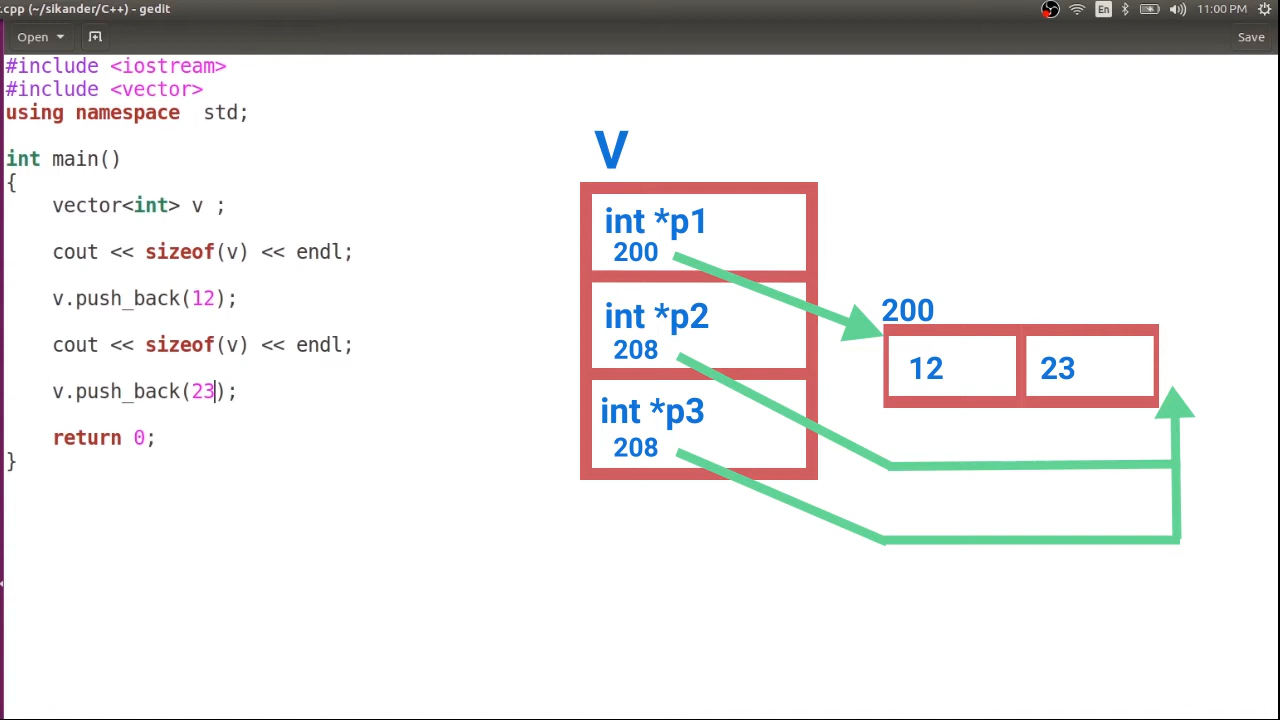 .cpp (~/sikander/C++) - gedit
En
11:00 PM
Open
Save
#include <iostream>
#include <vector>
using namespace  std;
int main()
{
    vector<int> v ;
    cout << sizeof(v) << endl;
    v.push_back(12);
    cout << sizeof(v) << endl;
    v.push_back(23);
    return 0;
}
V
int *p1
200
int *p2
208
int *p3
208
200
12 23